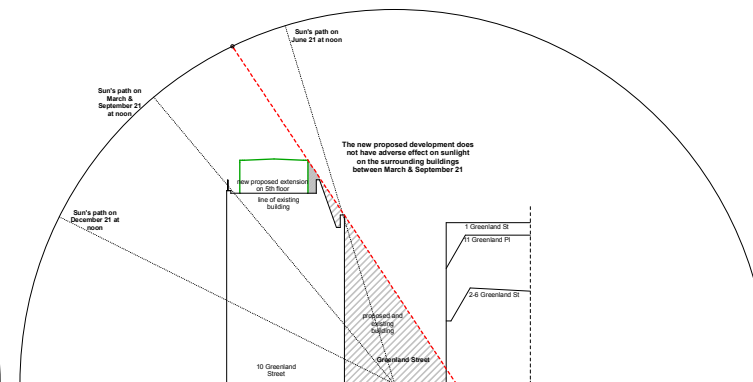 Sun's path on
June 21 at noon
Sun's path on
March &
September 21
at noon
The new proposed development does
not have adverse effect on sunlight
on the surrounding buildings
between March & September 21
new proposed extension
on 5th floor
line of existing
building
Sun's path on
December 21 at
noon
1 Greenland St
11 Greenland Pl
2-6 Greenland St
proposed and
existing
building
Greenland Street
10 Greenland
Street